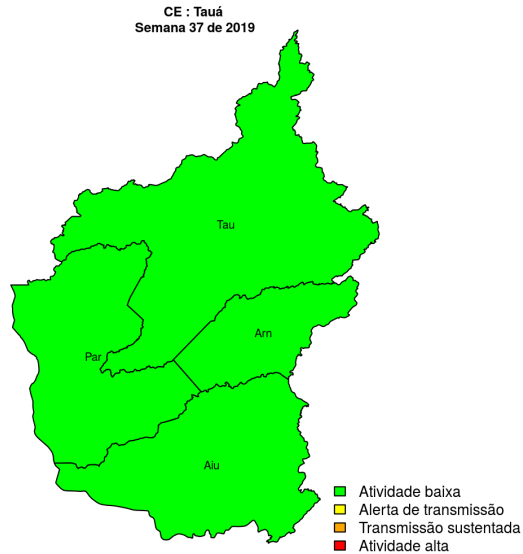 CE : Tauá
Semana 37 de 2019
Tau
Arn
Par
Aiu
Atividade baixa
Alerta de transmissão
Transmissão sustentada
Atividade alta